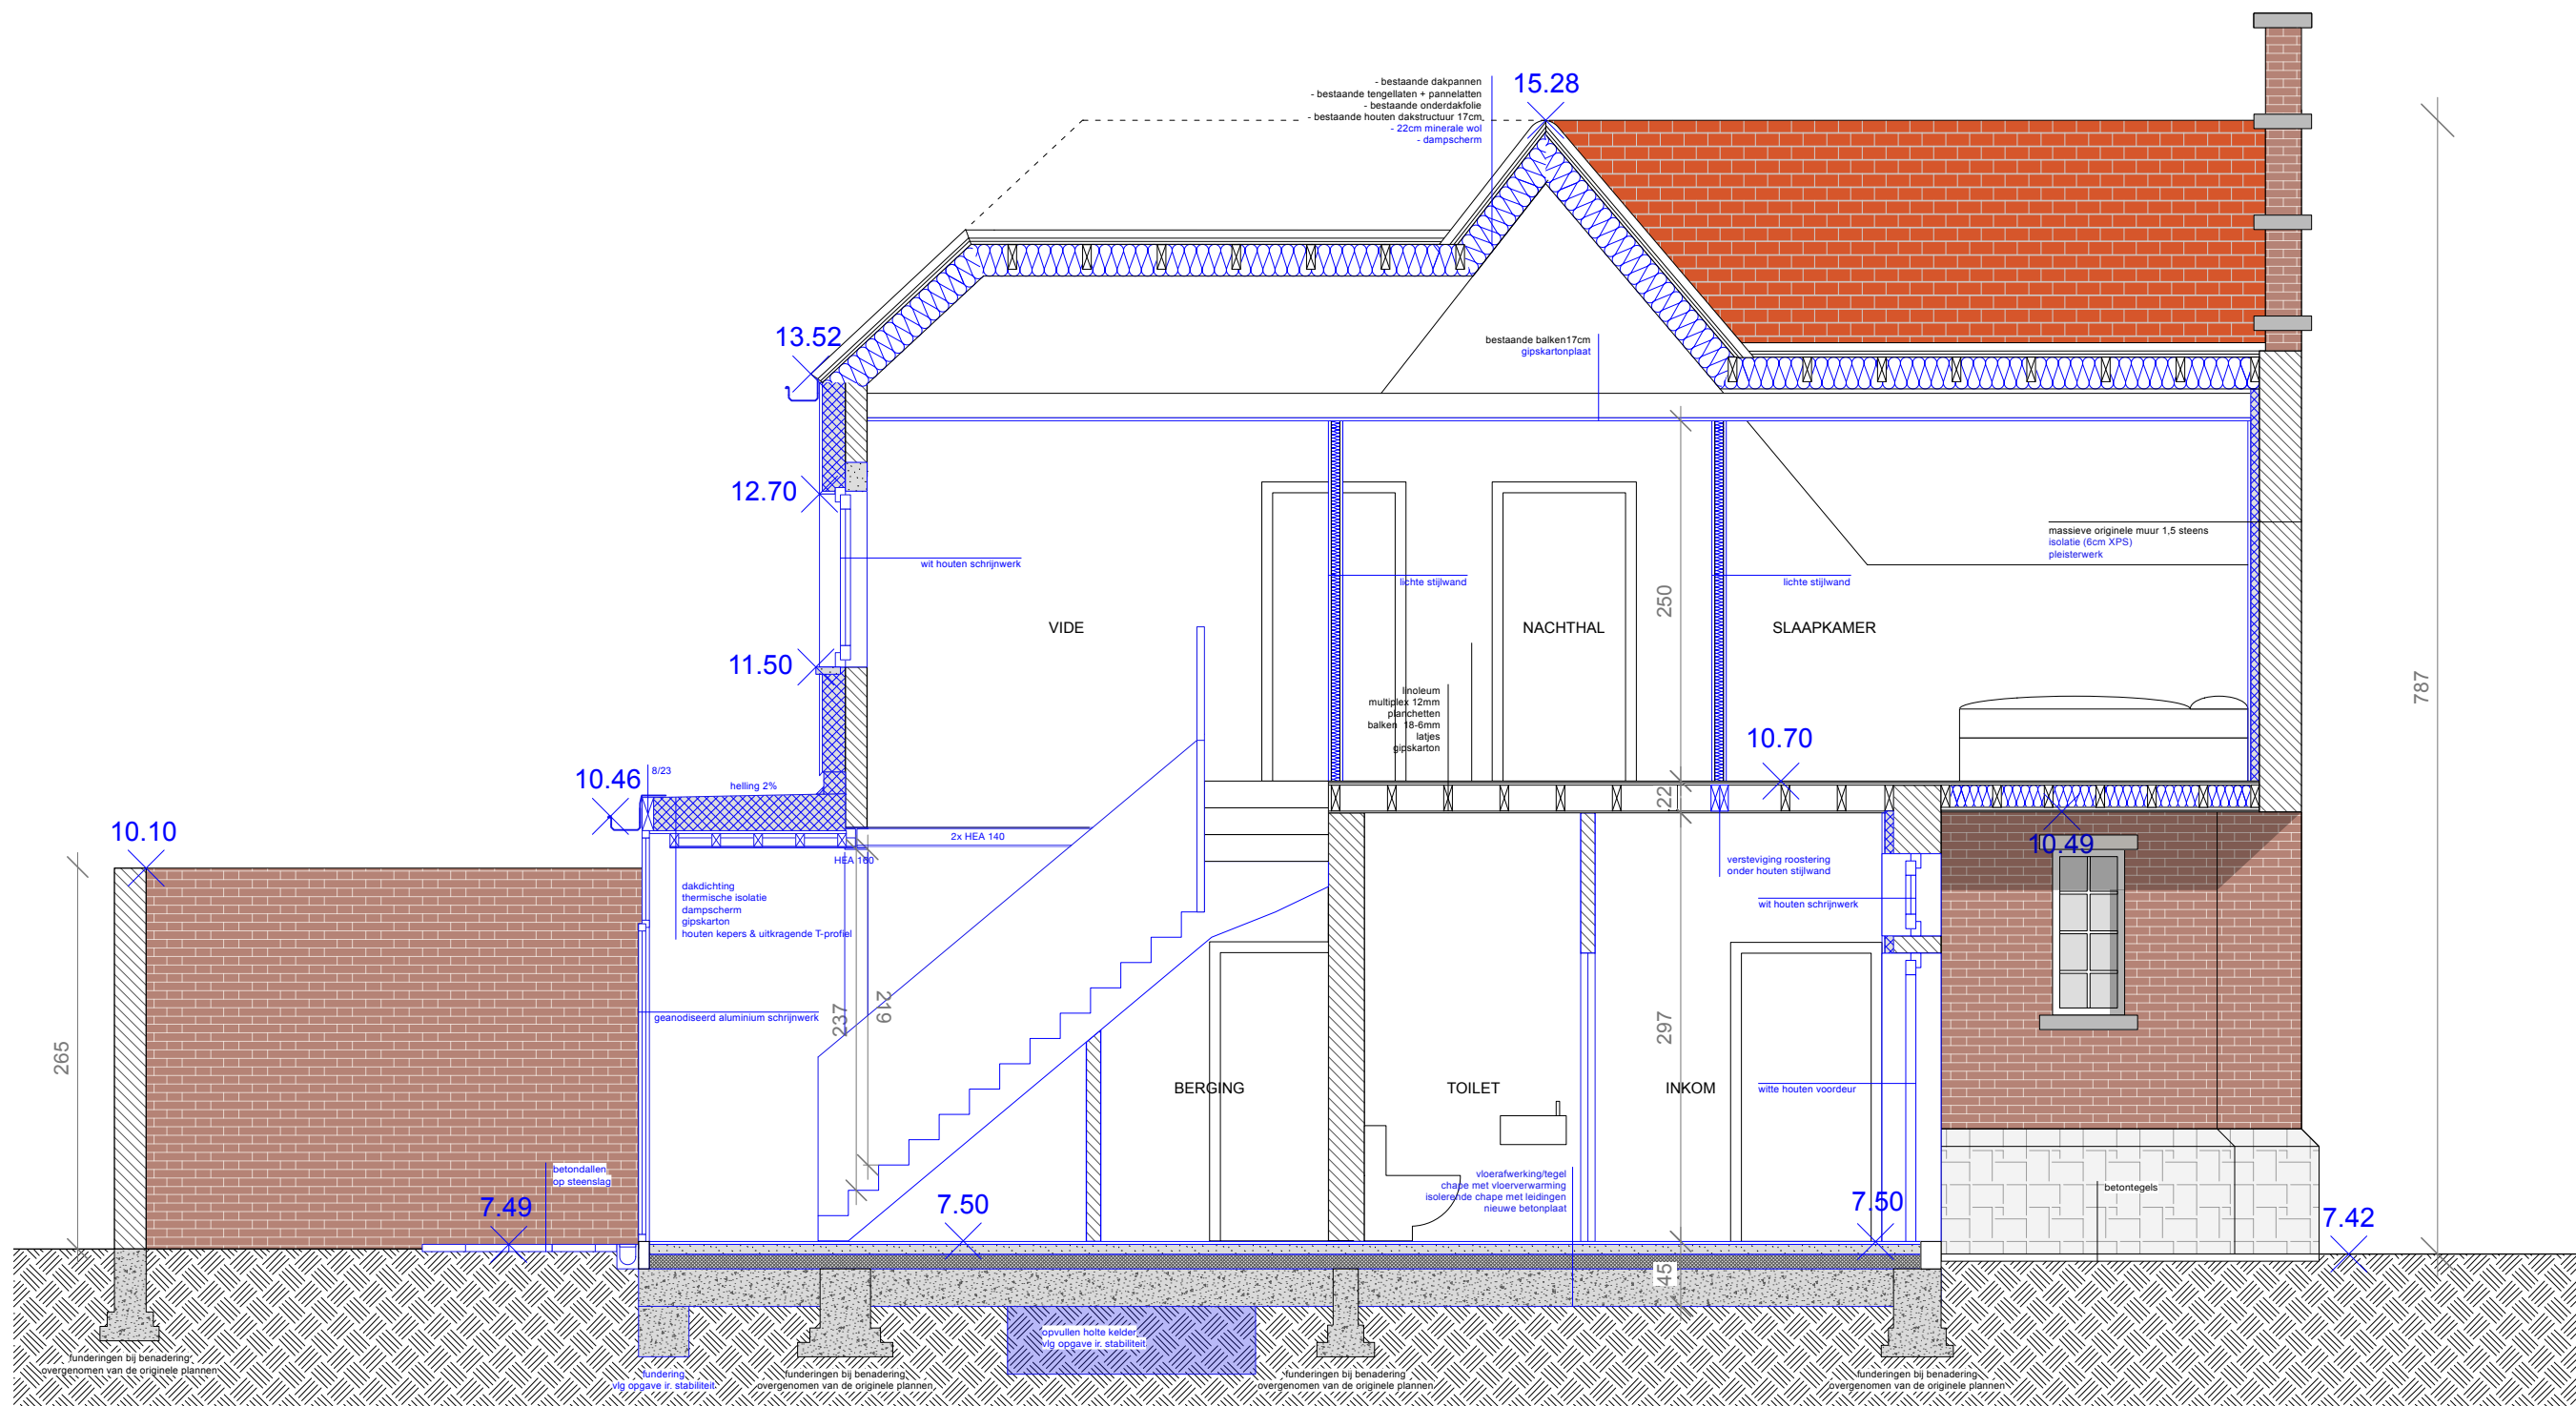 - bestaande dakpannen
- bestaande tengellaten + pannelatten
- bestaande onderdakfolie
- bestaande houten dakstructuur 17cm
- 22cm minerale wol
- dampscherm
15.28
13.52
bestaande balken17cm
gipskartonplaat
12.70
wit houten schrijnwerk
lichte stijlwand
lichte stijlwand
massieve originele muur 1,5 steens
isolatie (6cm XPS)
pleisterwerk
250
VIDE
NACHTHAL
SLAAPKAMER
11.50
787
linoleum
multiplex 12mm
planchetten
balken 18-6mm
latjes
gipskarton
10.70
10.46
8/23
helling 2%
22
10.10
2x HEA 140
HEA 160
10.49
versteviging roostering
onder houten stijlwand
dakdichting
thermische isolatie
dampscherm
gipskarton
houten kepers & uitkragende T-profiel
wit houten schrijnwerk
237
219
geanodiseerd aluminium schrijnwerk
265
297
BERGING
TOILET
INKOM
witte houten voordeur
betondallen
op steenslag
vloerafwerking/tegel
chape met vloerverwarming
isolerende chape met leidingen
nieuwe betonplaat
betontegels
7.49
7.50
7.50
7.42
45
opvullen holte kelder
vlg opgave ir. stabiliteit
funderingen bij benadering
overgenomen van de originele plannen
fundering
vlg opgave ir. stabiliteit
funderingen bij benadering
overgenomen van de originele plannen
funderingen bij benadering
overgenomen van de originele plannen
funderingen bij benadering
overgenomen van de originele plannen